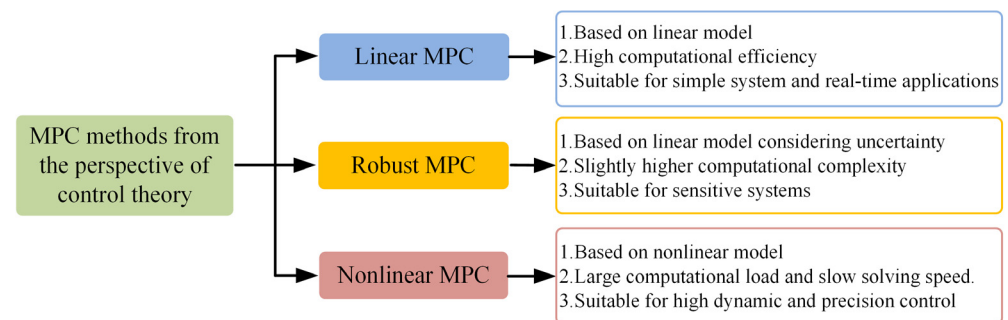 MPC methods from
the perspective of
control theory
Linear MPC
1.Based on linear model
2.High computational efficiency
3.Suitable for simple system and real-time applications
Robust MPC
1.Based on linear model considering uncertainty
2.Slightly higher computational complexity
3.Suitable for sensitive systems
Nonlinear MPC
1.Based on nonlinear model
2.Large computational load and slow solving speed.
3.Suitable for high dynamic and precision control